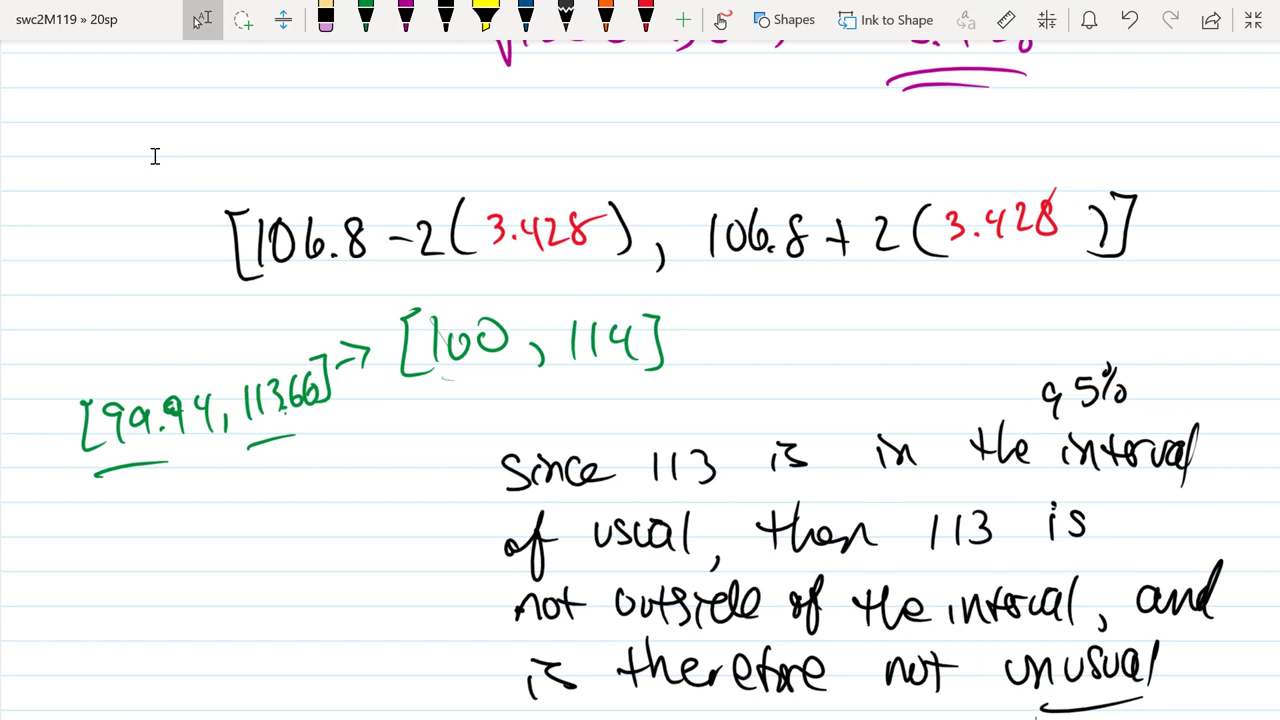 swc2M119 » 20sp
Shapes
Ink to Shape
[106.8 - 2(3.428), 106.8 + 2(3.428)]
[99.94, 113.66] → [100, 114]
95%
since 113 is in the interval
of usual, then 113 is
not outside of the interval, and
is therefore not unusual